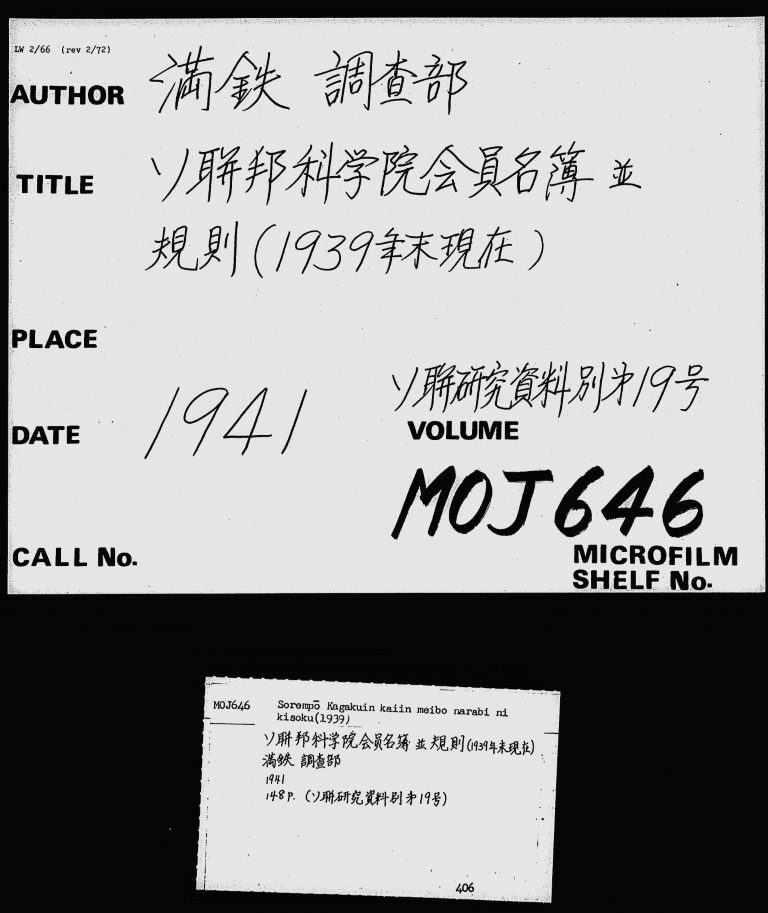 LW 2/66 (rev 2/72)
AUTHOR 満鉄 調査部
TITLE ソ聯邦科学院会員名簿 並
規則(1939年末現在)
PLACE
ソ聯研究資料別才19号
DATE 1941 VOLUME
MOJ646
CALL No. MICROFILM
SHELF No.
MOJ646 Sorempō Kagakuin kaiin meibo narabi ni
kisoku(1939)
ソ聯邦科学院会員名簿 並 規則(1939年末現在)
満鉄 調査部
1941
148p. (ソ聯研究資料別才19号)
406